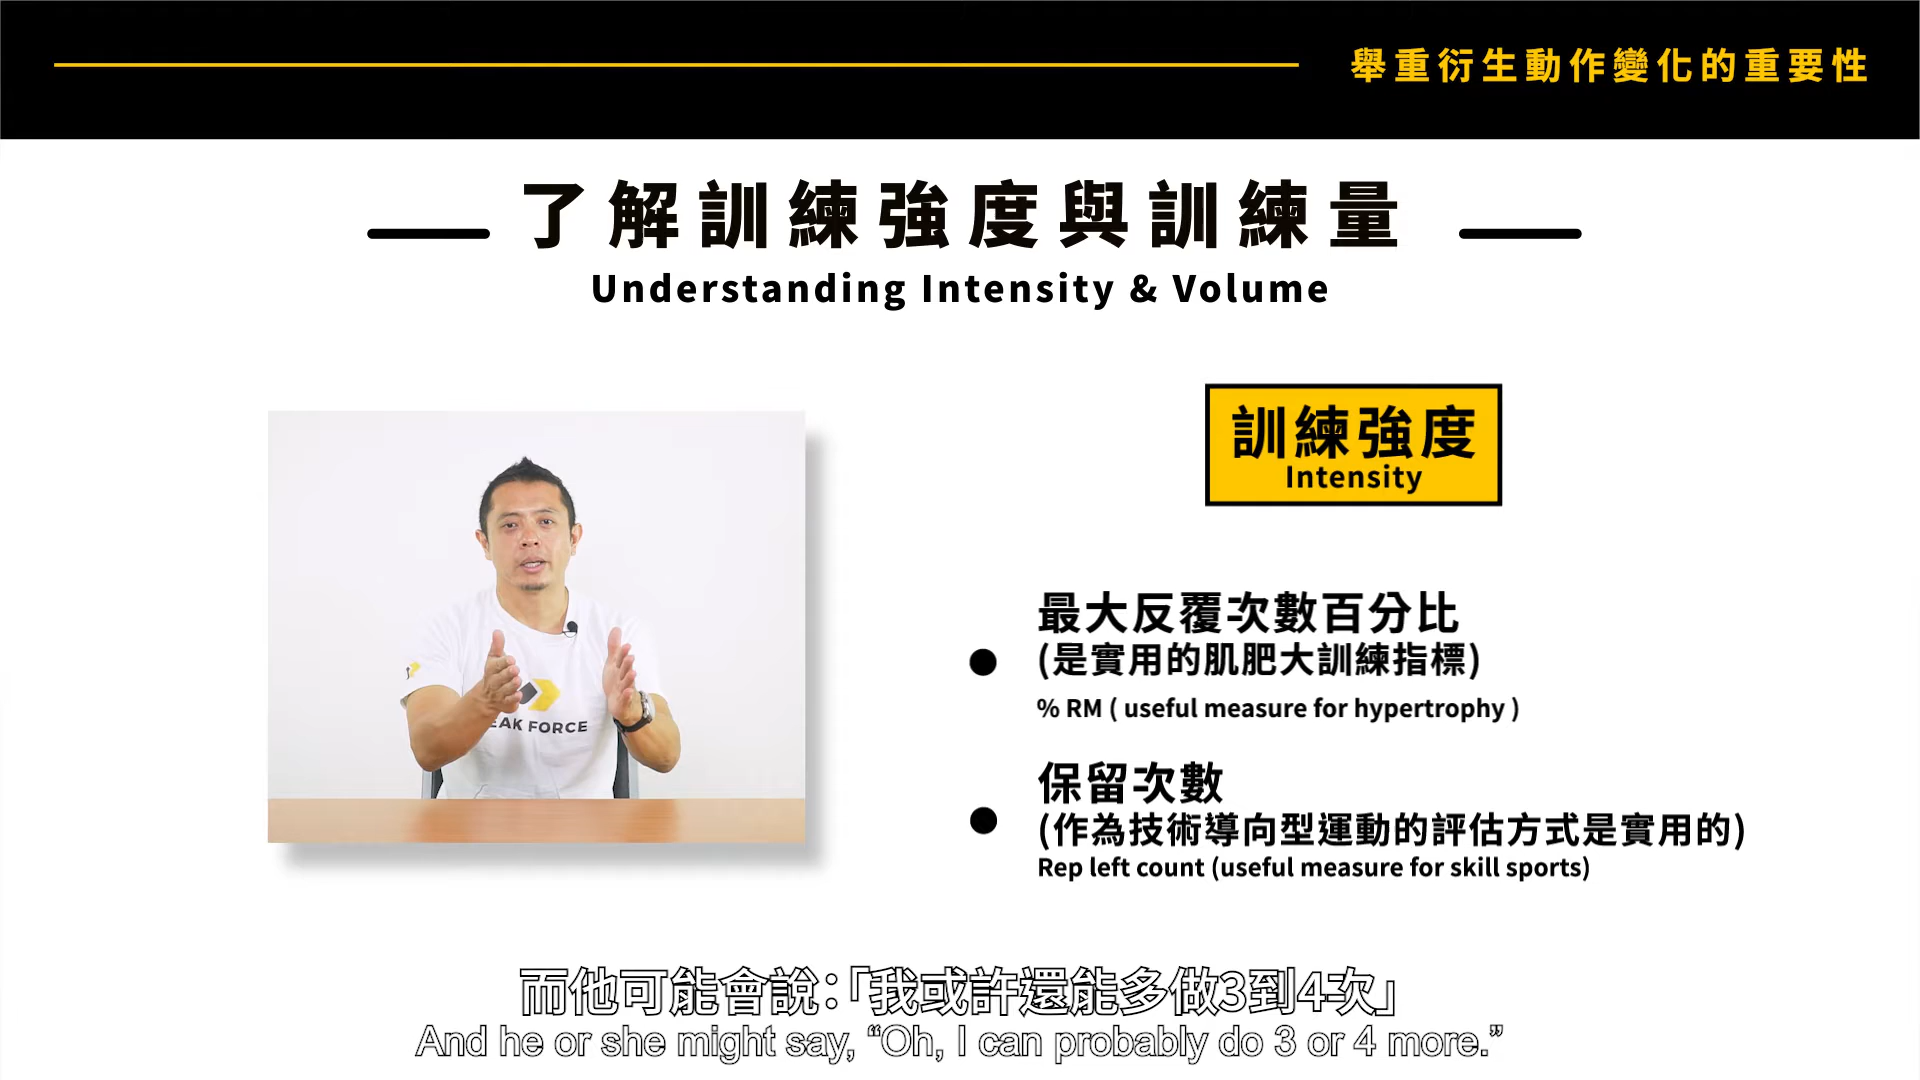 舉重衍生動作變化的重要性
了解訓練強度與訓練量
Understanding Intensity & Volume
訓練強度
Intensity
EAK FORCE
最大反覆次數百分比
(是實用的肌肥大訓練指標)
% RM ( useful measure for hypertrophy )
保留次數
(作為技術導向型運動的評估方式是實用的)
Rep left count (useful measure for skill sports)
而他可能會說：「我或許還能多做3到4次」
And he or she might say, “Oh, I can probably do 3 or 4 more.”